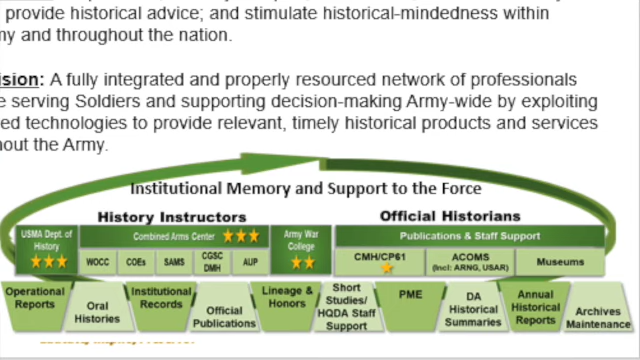 provide historical advice; and stimulate historical-mindedness within
my and throughout the nation.
ision: A fully integrated and properly resourced network of professionals
e serving Soldiers and supporting decision-making Army-wide by exploiting
ed technologies to provide relevant, timely historical products and services
hout the Army.
Institutional Memory and Support to the Force
History Instructors
Official Historians
USMA Dept. of
History
Combined Arms Center
Army War
College
Publications & Staff Support
WOCC
COEs
SAMS
CGSC
DMH
AUP
CMH/CP61
ACOMS
(Incl: ARNG, USAR)
Museums
Operational
Reports
Oral
Histories
Institutional
Records
Official
Publications
Lineage &
Honors
Short
Studies/
HQDA Staff
Support
PME
DA
Historical
Summaries
Annual
Historical
Reports
Archives
Maintenance